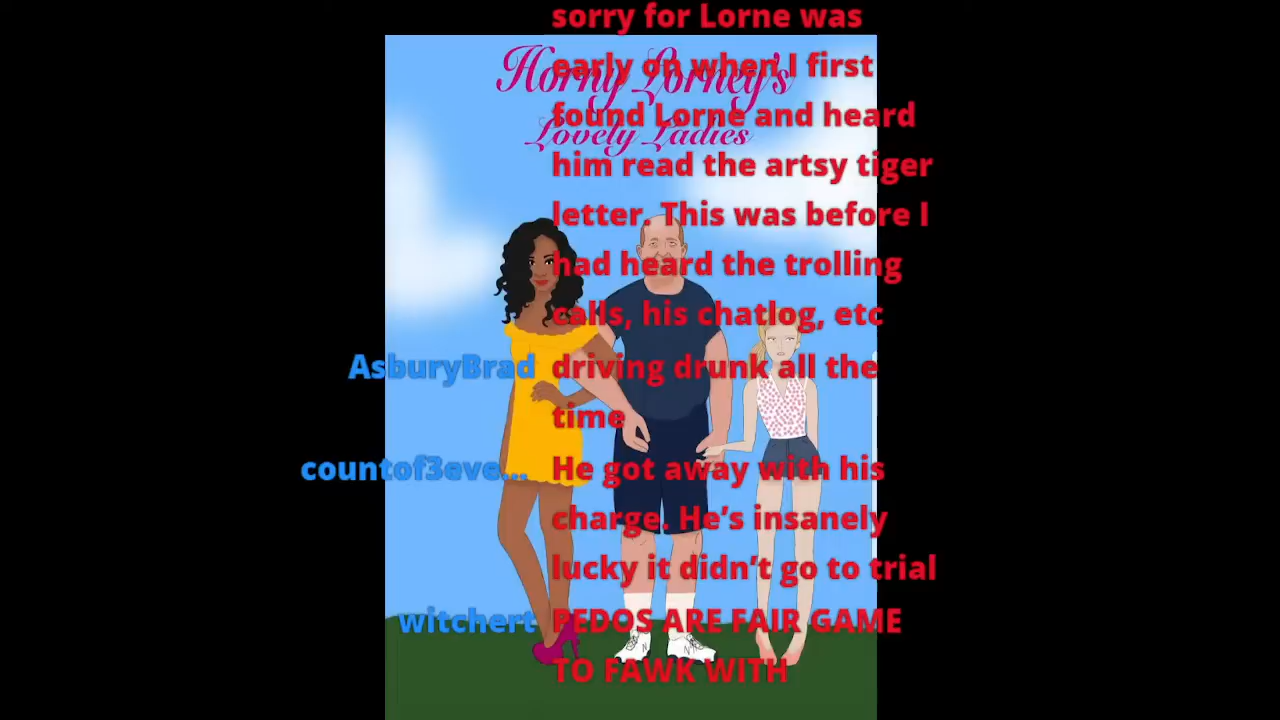 sorry for Lorne was
Horny Lorney's
early on when I first
found Lorne and heard
Lovely Ladies
him read the artsy tiger
letter. This was before I
had heard the trolling
calls, his chatlog, etc
AsburyBrad driving drunk all the
time
countof3eve... He got away with his
charge. He’s insanely
lucky it didn’t go to trial
witchert PEDOS ARE FAIR GAME
TO FAWK WITH